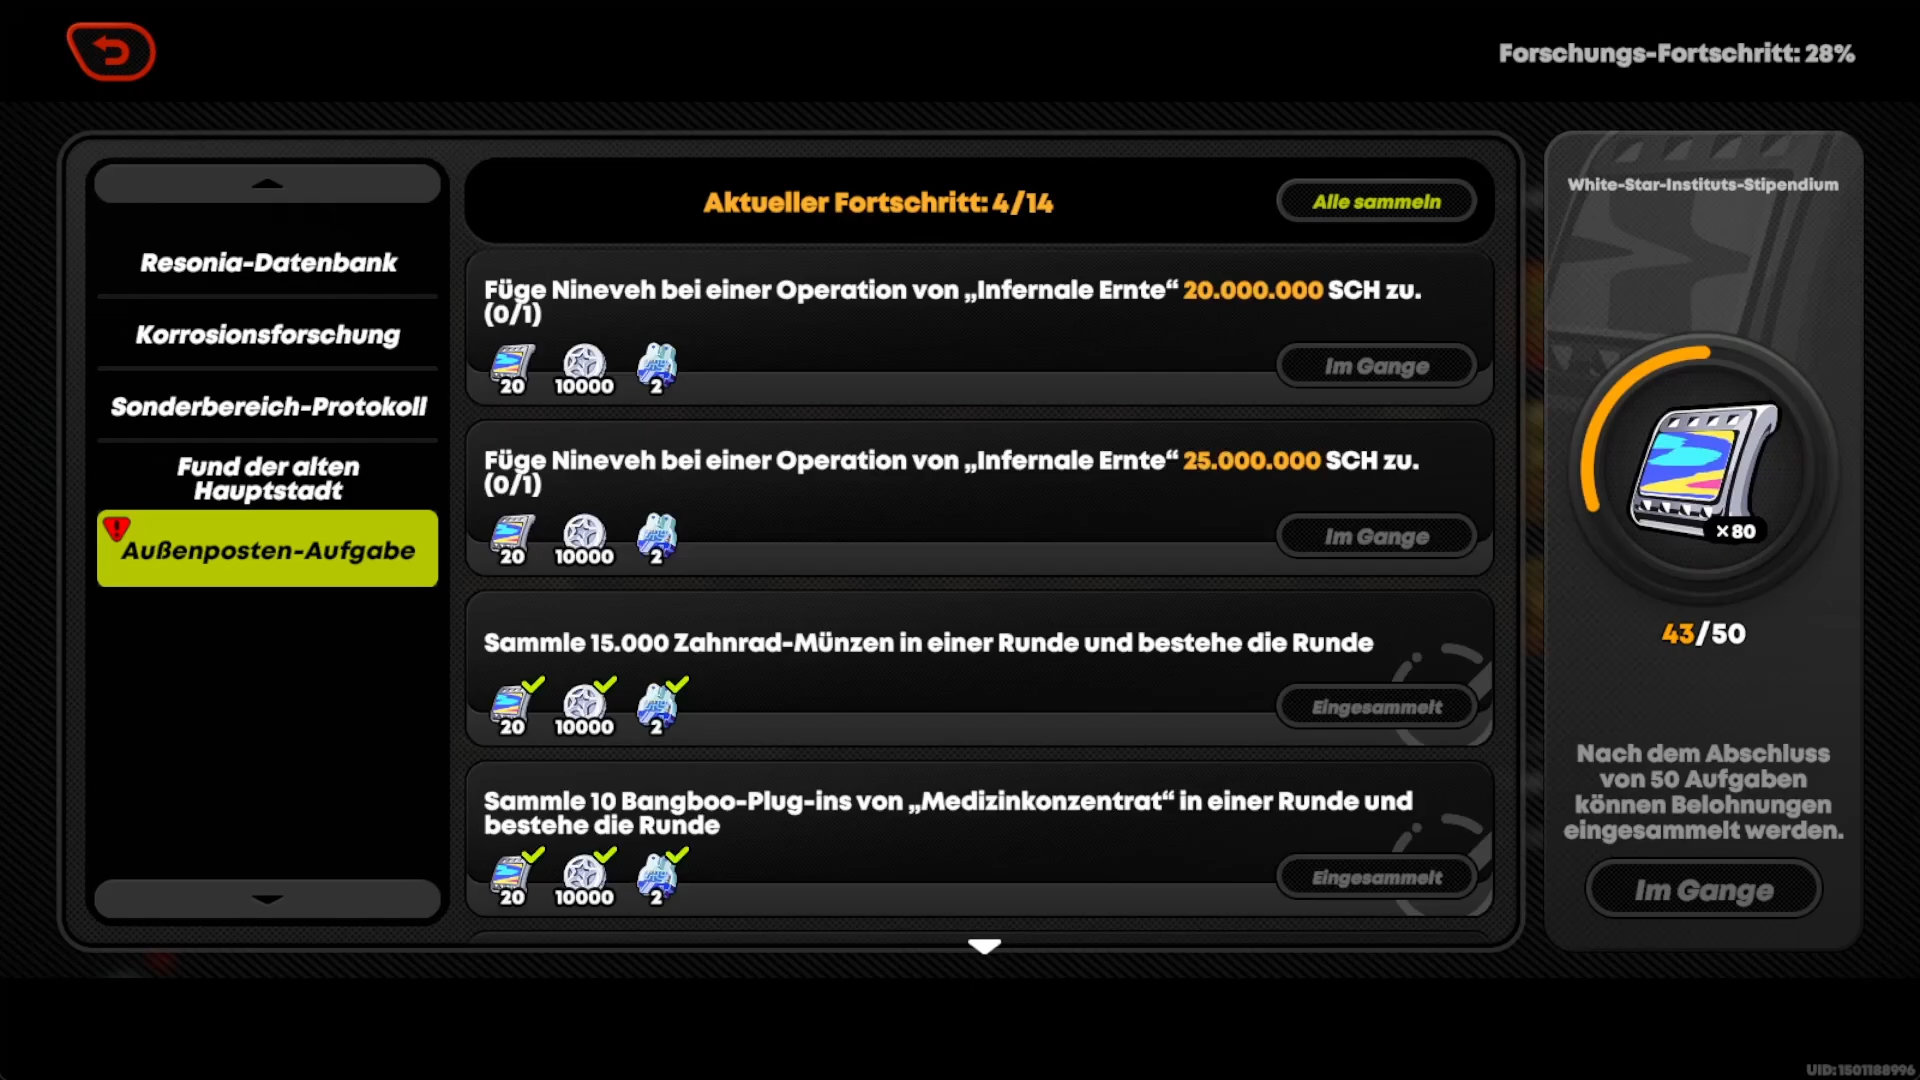 Forschungs-Fortschritt: 28%
Resonia-Datenbank
Korrosionsforschung
Sonderbereich-Protokoll
Fund der alten
Hauptstadt
Außenposten-Aufgabe
Aktueller Fortschritt: 4/14
Alle sammeln
Füge Nineveh bei einer Operation von „Infernale Ernte“ 20.000.000 SCH zu.
(0/1)
20
10000
2
Im Gange
Füge Nineveh bei einer Operation von „Infernale Ernte“ 25.000.000 SCH zu.
(0/1)
20
10000
2
Im Gange
Sammle 15.000 Zahnrad-Münzen in einer Runde und bestehe die Runde
20
10000
2
Eingesammelt
Sammle 10 Bangboo-Plug-ins von „Medizinkonzentrat“ in einer Runde und
bestehe die Runde
20
10000
2
Eingesammelt
White-Star-Instituts-Stipendium
×80
43/50
Nach dem Abschluss
von 50 Aufgaben
können Belohnungen
eingesammelt werden.
Im Gange
UID:1501188996